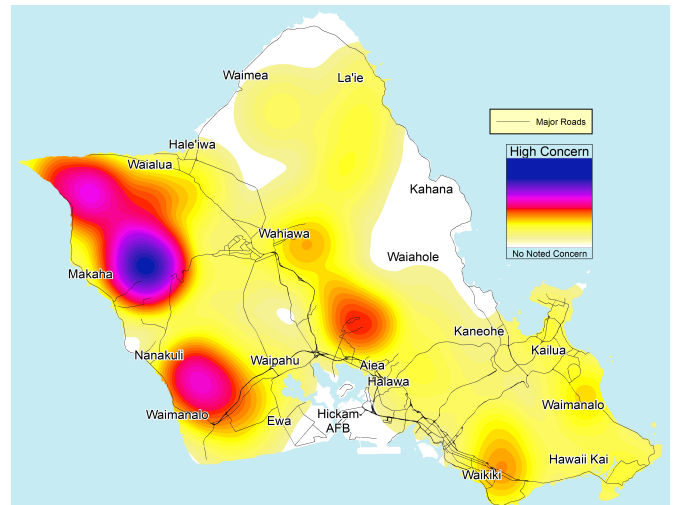 Waimea
La'ie
Major Roads
Hale'iwa
High Concern
Waialua
Kahana
Wahiawa
Waiahole
No Noted Concern
Makaha
Kaneohe
Nanakuli
Waipahu
Kailua
Aiea
Halawa
Waimanalo
Waimanalo
Ewa
Hickam-
AFB
Hawaii Kai
Waikiki